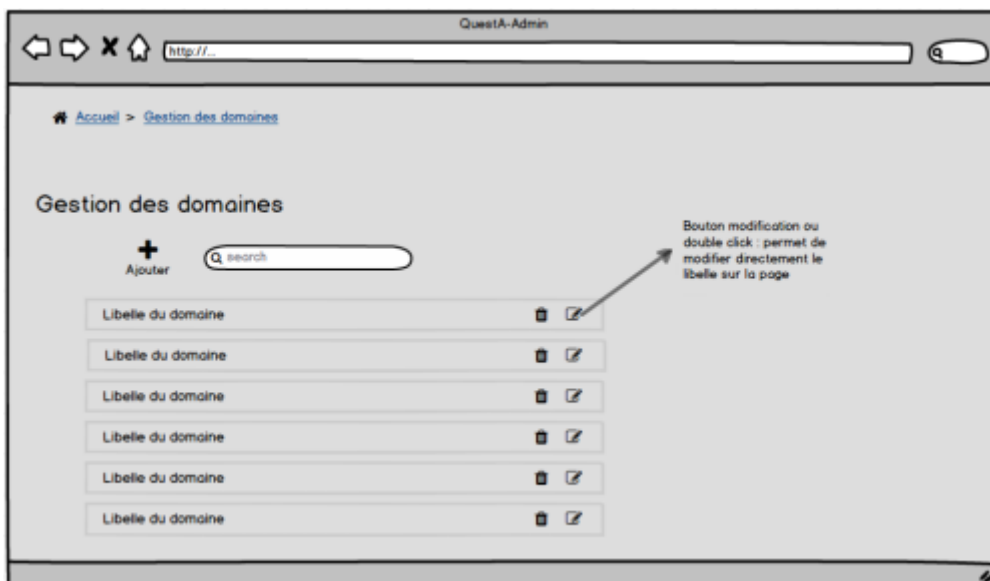 QuestA-Admin
http://...
Accueil > Gestion des domaines
Gestion des domaines
Ajouter
search
Bouton modification ou
double click : permet de
modifier directement le
libelle sur la page
Libelle du domaine
Libelle du domaine
Libelle du domaine
Libelle du domaine
Libelle du domaine
Libelle du domaine